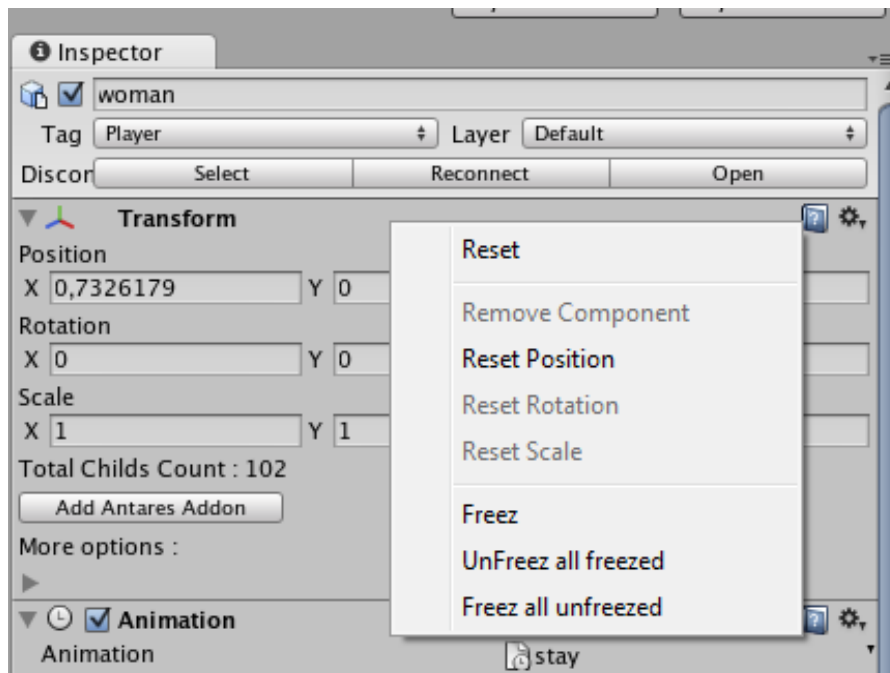 Inspector
woman
Tag Player Layer Default
Discor Select Reconnect Open
Transform
Position
X 0,7326179 Y 0
Rotation
X 0 Y 0
Scale
X 1 Y 1
Total Childs Count : 102
Add Antares Addon
More options :
Animation
Animation stay
Reset
Remove Component
Reset Position
Reset Rotation
Reset Scale
Freez
UnFreez all freezed
Freez all unfreezed